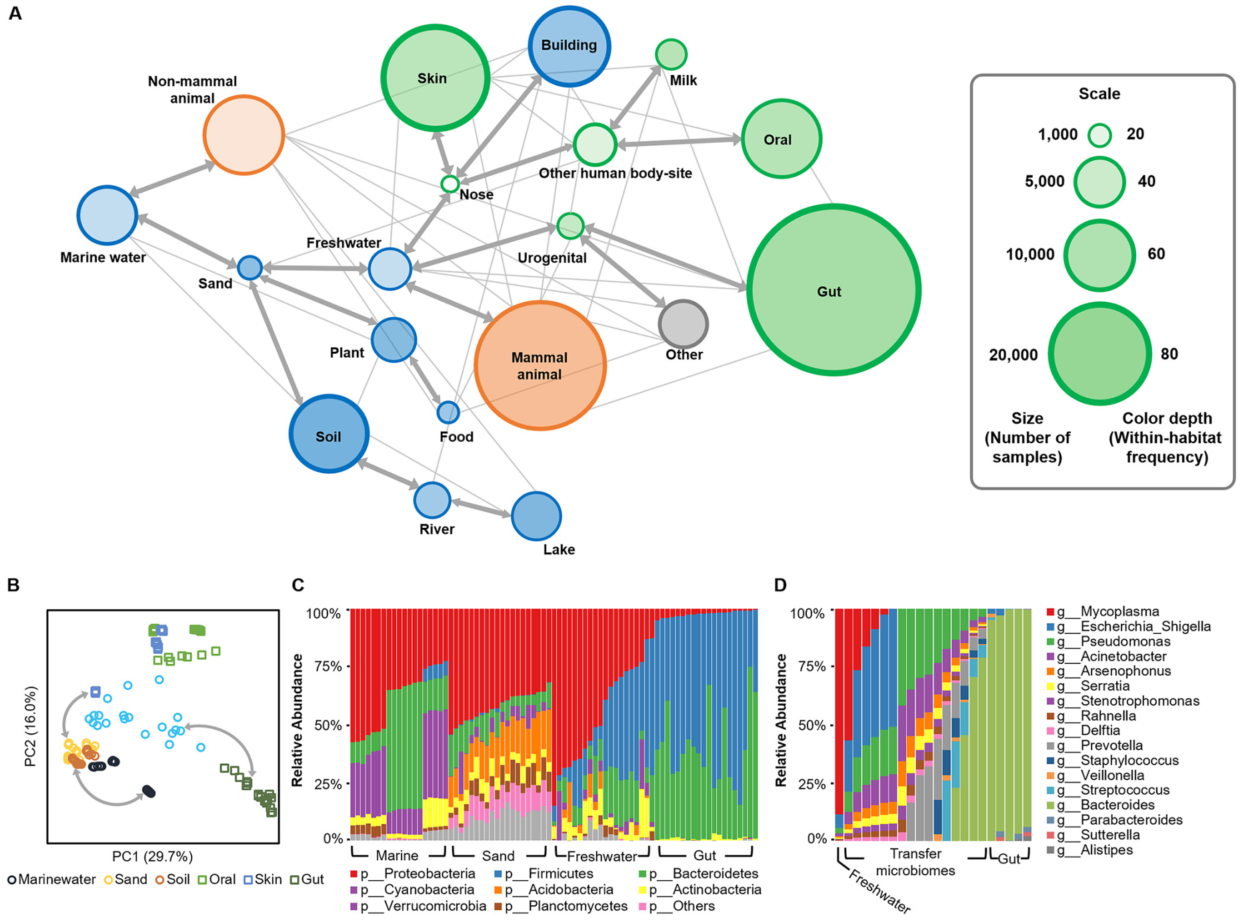 A
Building
Skin
Milk
Non-mammal
animal
Oral
Other human body-site
Nose
Marine water
Freshwater
Urogenital
Sand
Gut
Plant
Mammal
animal
Other
Food
Soil
River
Lake
Scale
1,000
20
5,000
40
10,000
60
20,000
80
Size
(Number of
samples)
Color depth
(Within-habitat
frequency)
B
PC2 (16.0%)
PC1 (29.7%)
Marinewater
Sand
Soil
Oral
Skin
Gut
C
Relative Abundance
100%
75%
50%
25%
0%
Marine
Sand
Freshwater
Gut
p__Proteobacteria
p__Firmicutes
p__Bacteroidetes
p__Cyanobacteria
p__Acidobacteria
p__Actinobacteria
p__Verrucomicrobia
p__Planctomycetes
p__Others
D
Relative Abundance
100%
75%
50%
25%
0%
Freshwater
Transfer
microbiomes
Gut
g__Mycoplasma
g__Escherichia_Shigella
g__Pseudomonas
g__Acinetobacter
g__Arsenophonus
g__Serratia
g__Stenotrophomonas
g__Rahnella
g__Delftia
g__Prevotella
g__Staphylococcus
g__Veillonella
g__Streptococcus
g__Bacteroides
g__Parabacteroides
g__Sutterella
g__Alistipes